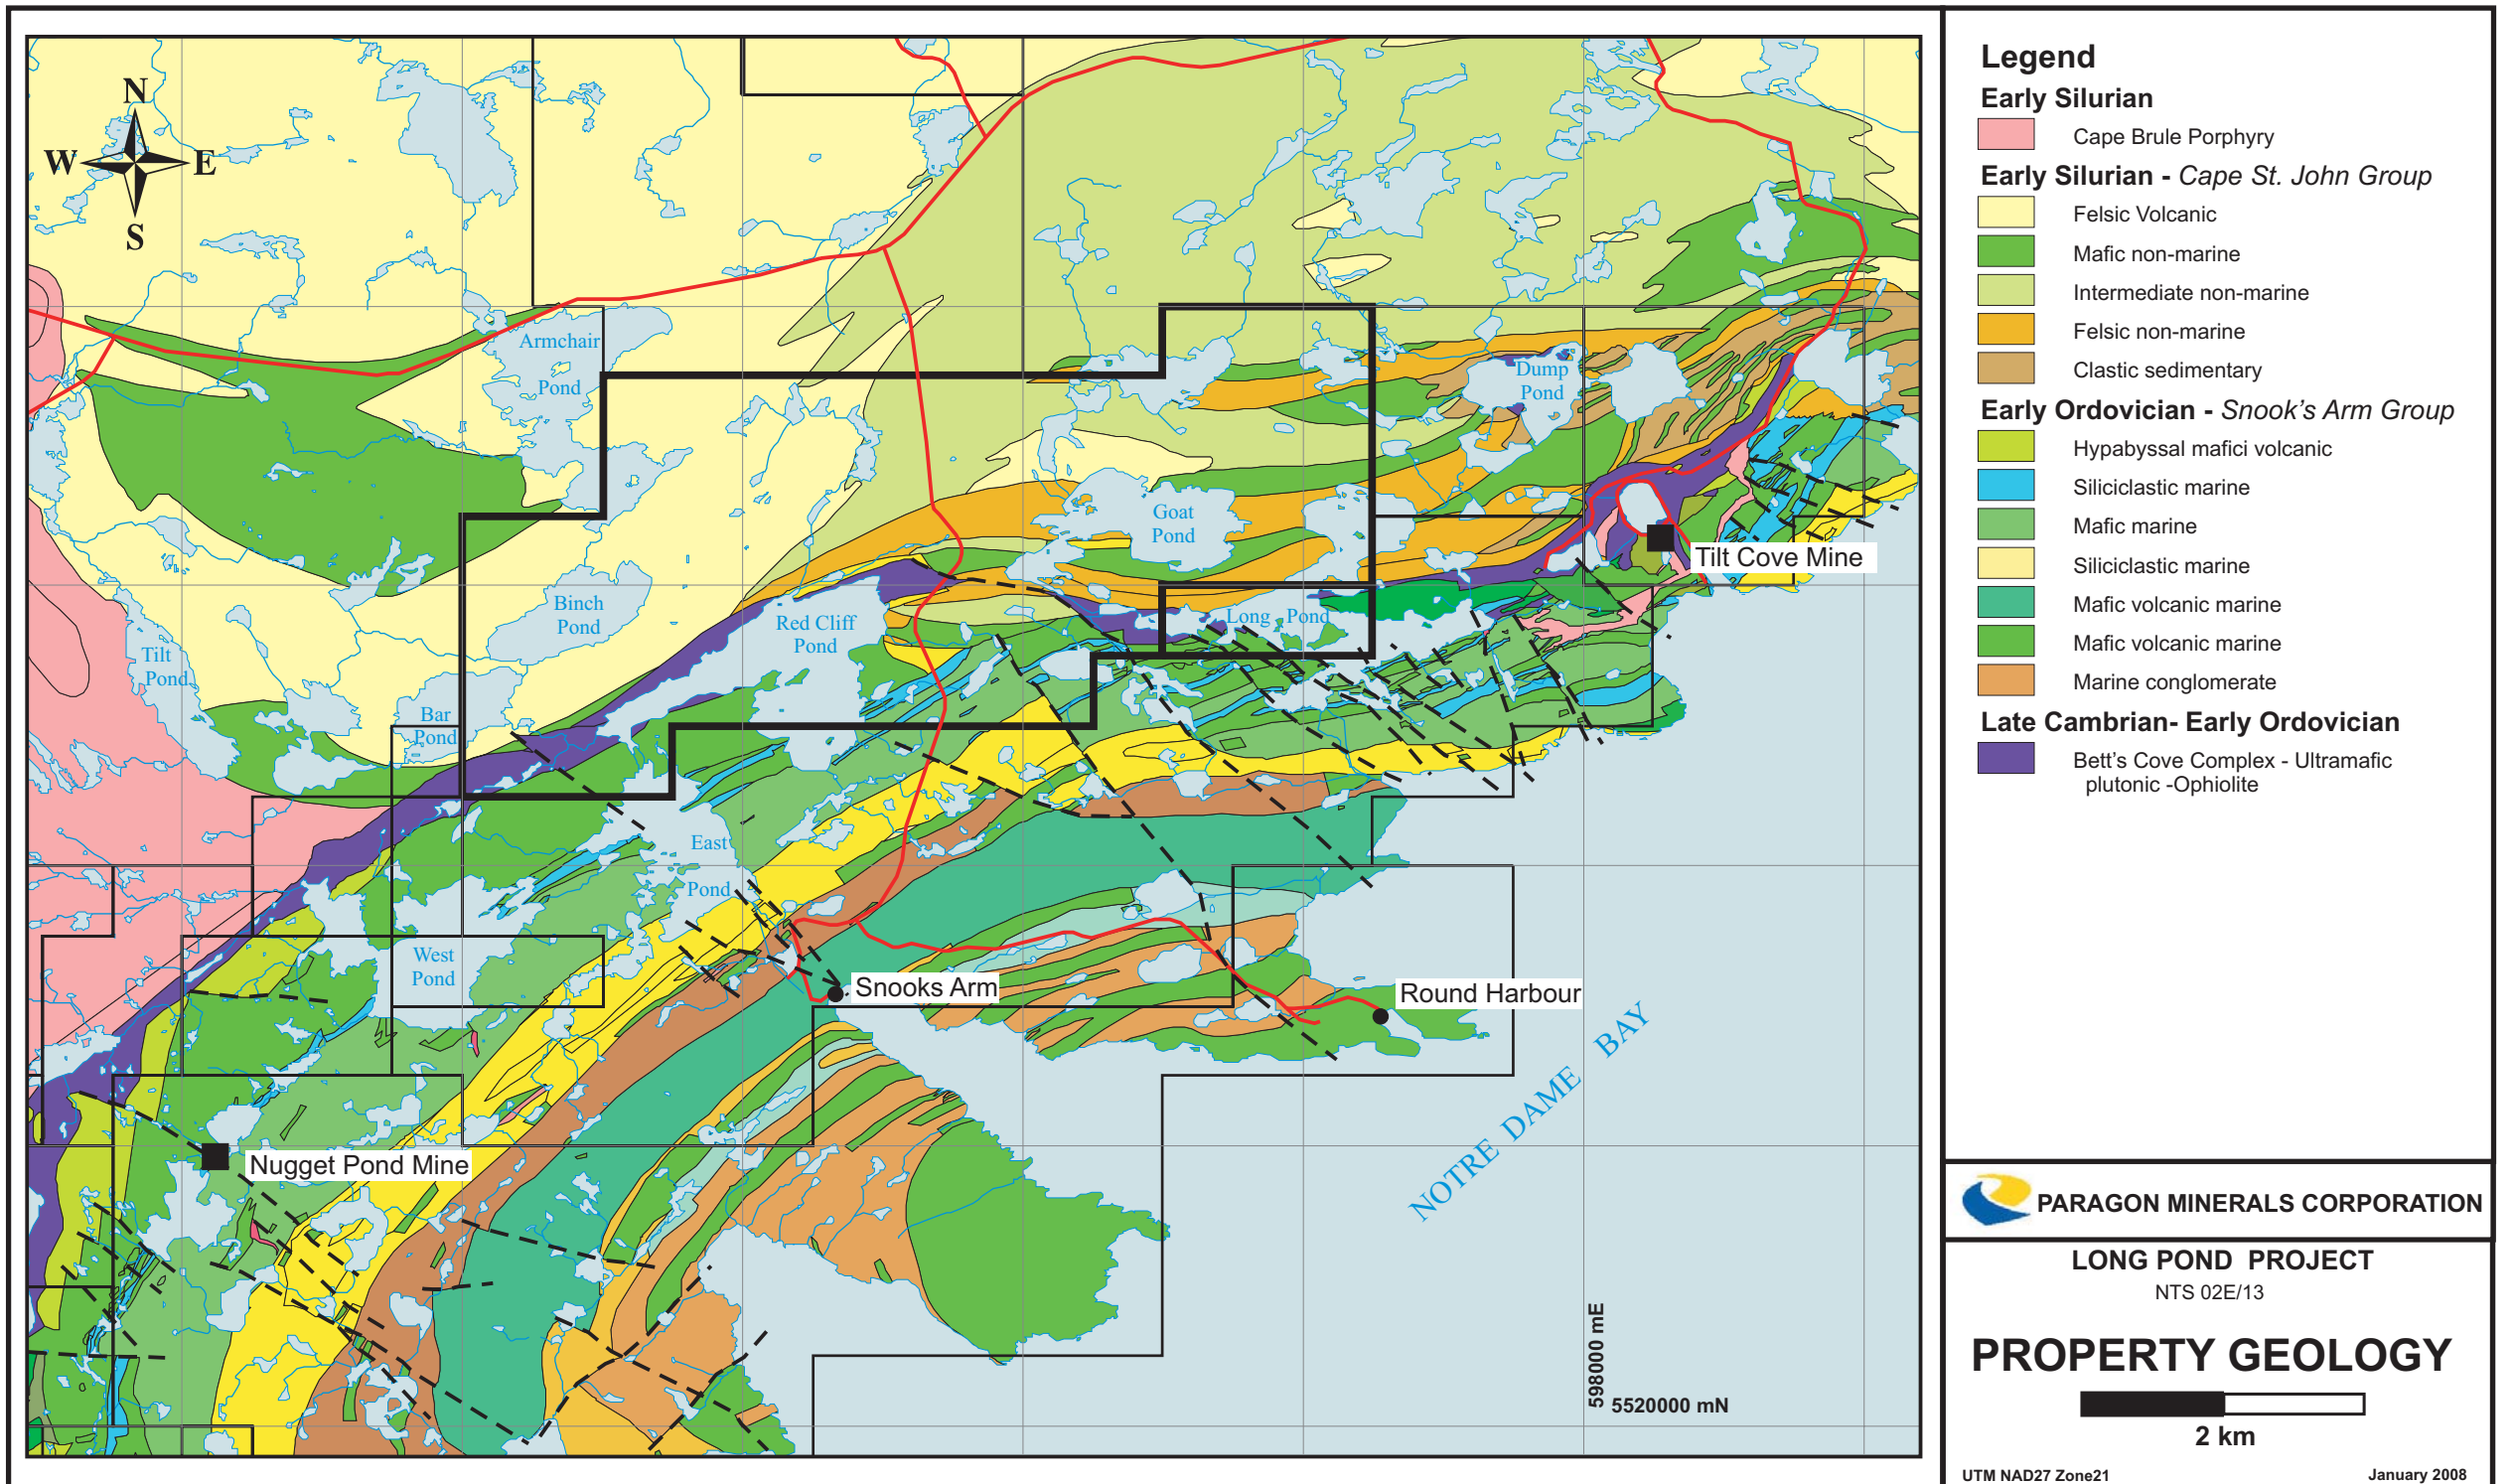 N
W E
S
Armchair
Pond
Dump
Pond
Goat
Pond
Tilt Cove Mine
Binch
Pond
Red Cliff
Pond
Long Pond
Tilt
Pond
Bar
Pond
East
Pond
West
Pond
Snooks Arm
Round Harbour
NOTRE DAME BAY
Nugget Pond Mine
598000 mE
5520000 mN
Legend
Early Silurian
Cape Brule Porphyry
Early Silurian - Cape St. John Group
Felsic Volcanic
Mafic non-marine
Intermediate non-marine
Felsic non-marine
Clastic sedimentary
Early Ordovician - Snook's Arm Group
Hypabyssal mafici volcanic
Siliciclastic marine
Mafic marine
Siliciclastic marine
Mafic volcanic marine
Mafic volcanic marine
Marine conglomerate
Late Cambrian- Early Ordovician
Bett's Cove Complex - Ultramafic
plutonic -Ophiolite
PARAGON MINERALS CORPORATION
LONG POND PROJECT
NTS 02E/13
PROPERTY GEOLOGY
2 km
UTM NAD27 Zone21 January 2008